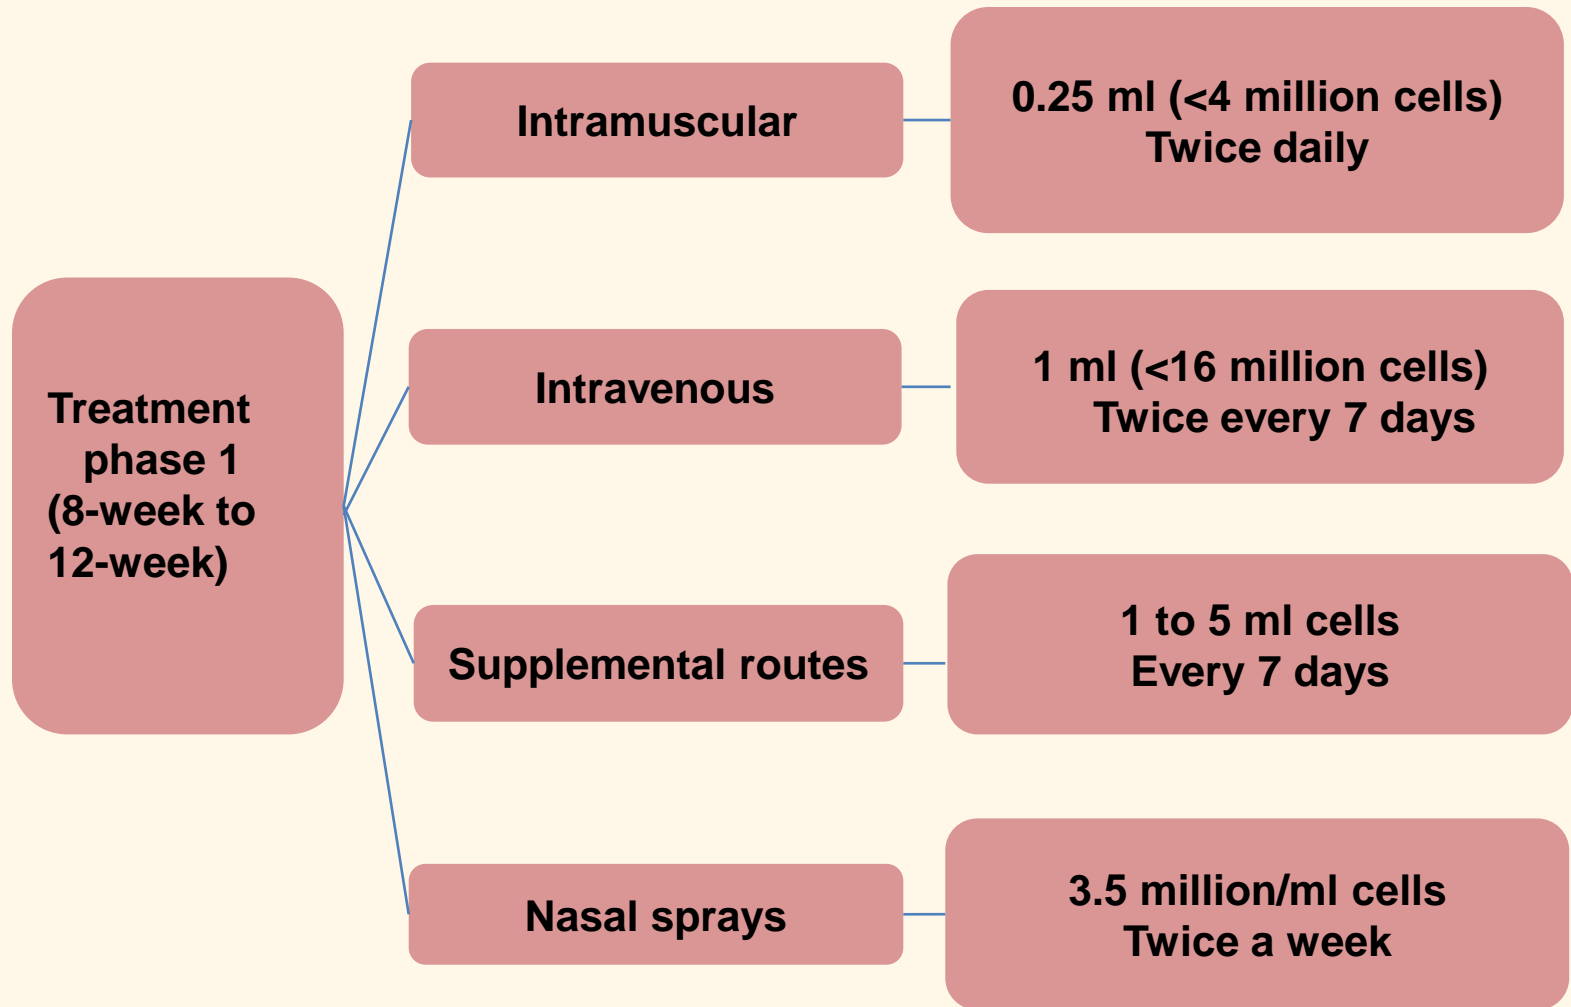 Treatment
phase 1
(8-week to
12-week)
Intramuscular
0.25 ml (<4 million cells)
Twice daily
Intravenous
1 ml (<16 million cells)
Twice every 7 days
Supplemental routes
1 to 5 ml cells
Every 7 days
Nasal sprays
3.5 million/ml cells
Twice a week